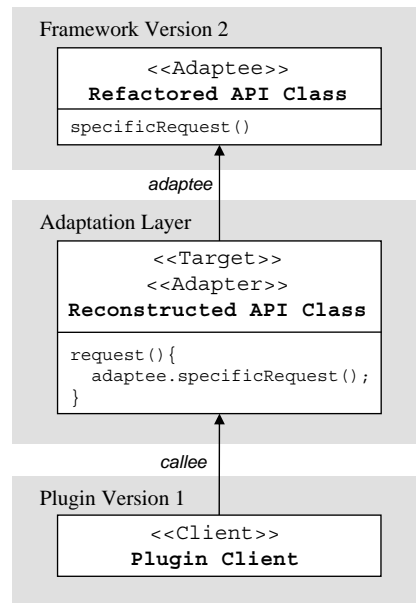 Framework Version 2
<<Adaptee>>
Refactored API Class
specificRequest()
adaptee
Adaptation Layer
<<Target>>
<<Adapter>>
Reconstructed API Class
request(){
adaptee.specificRequest();
}
callee
Plugin Version 1
<<Client>>
Plugin Client